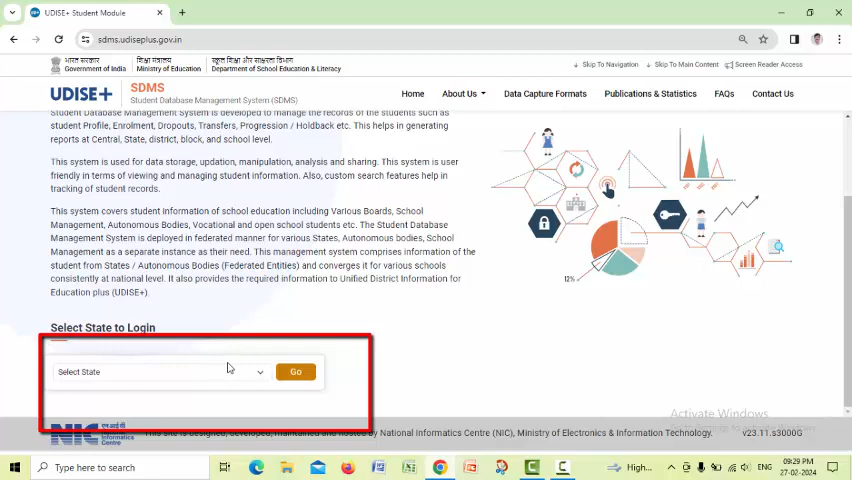 UDISE+ Student Module
sdms.udiseplus.gov.in
भारत सरकार
Government of India
शिक्षा मंत्रालय
Ministry of Education
स्कूल शिक्षा और साक्षरता विभाग
Department of School Education & Literacy
Skip To Navigation
Skip To Main Content
Screen Reader Access
UDISE+
SDMS
Student Database Management System (SDMS)
Home
About Us
Data Capture Formats
Publications & Statistics
FAQs
Contact Us
Student Database Management System is developed to manage the records of the students such as
student Profile, Enrolment, Dropouts, Transfers, Progression / Holdback etc. This helps in generating
reports at Central, State, district, block, and school level.
This system is used for data storage, updation, manipulation, analysis and sharing. This system is user
friendly in terms of viewing and managing student information. Also, custom search features help in
tracking of student records.
This system covers student information of school education including Various Boards, School
Management, Autonomous Bodies, Vocational and open school students etc. The Student Database
Management System is deployed in federated manner for various States, Autonomous bodies, School
Management as a separate instance as their need. This management system comprises information of the
student from States / Autonomous Bodies (Federated Entities) and converges it for various schools
consistently at national level. It also provides the required information to Unified District Information for
Education plus (UDISE+).
12%
Select State to Login
Select State
Go
Activate Windows
Go to Settings to activate Windows.
NIC
एन आई सी
National
Informatics
Centre
This site is designed, developed, maintained and hosted by National Informatics Centre (NIC), Ministry of Electronics & Information Technology.
v23.11.s3000G
Type here to search
High...
ENG
09:29 PM
27-02-2024